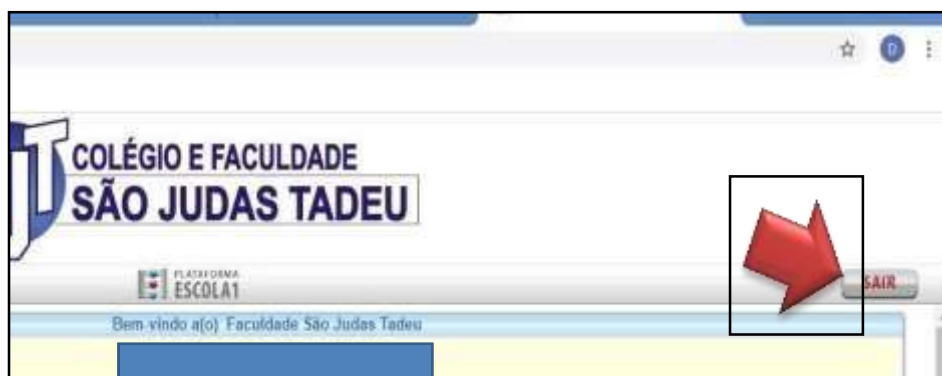 D
COLÉGIO E FACULDADE
SÃO JUDAS TADEU
PLATAFORMA
ESCOLA1
SAIR
Bem vindo a(o) Faculdade São Judas Tadeu